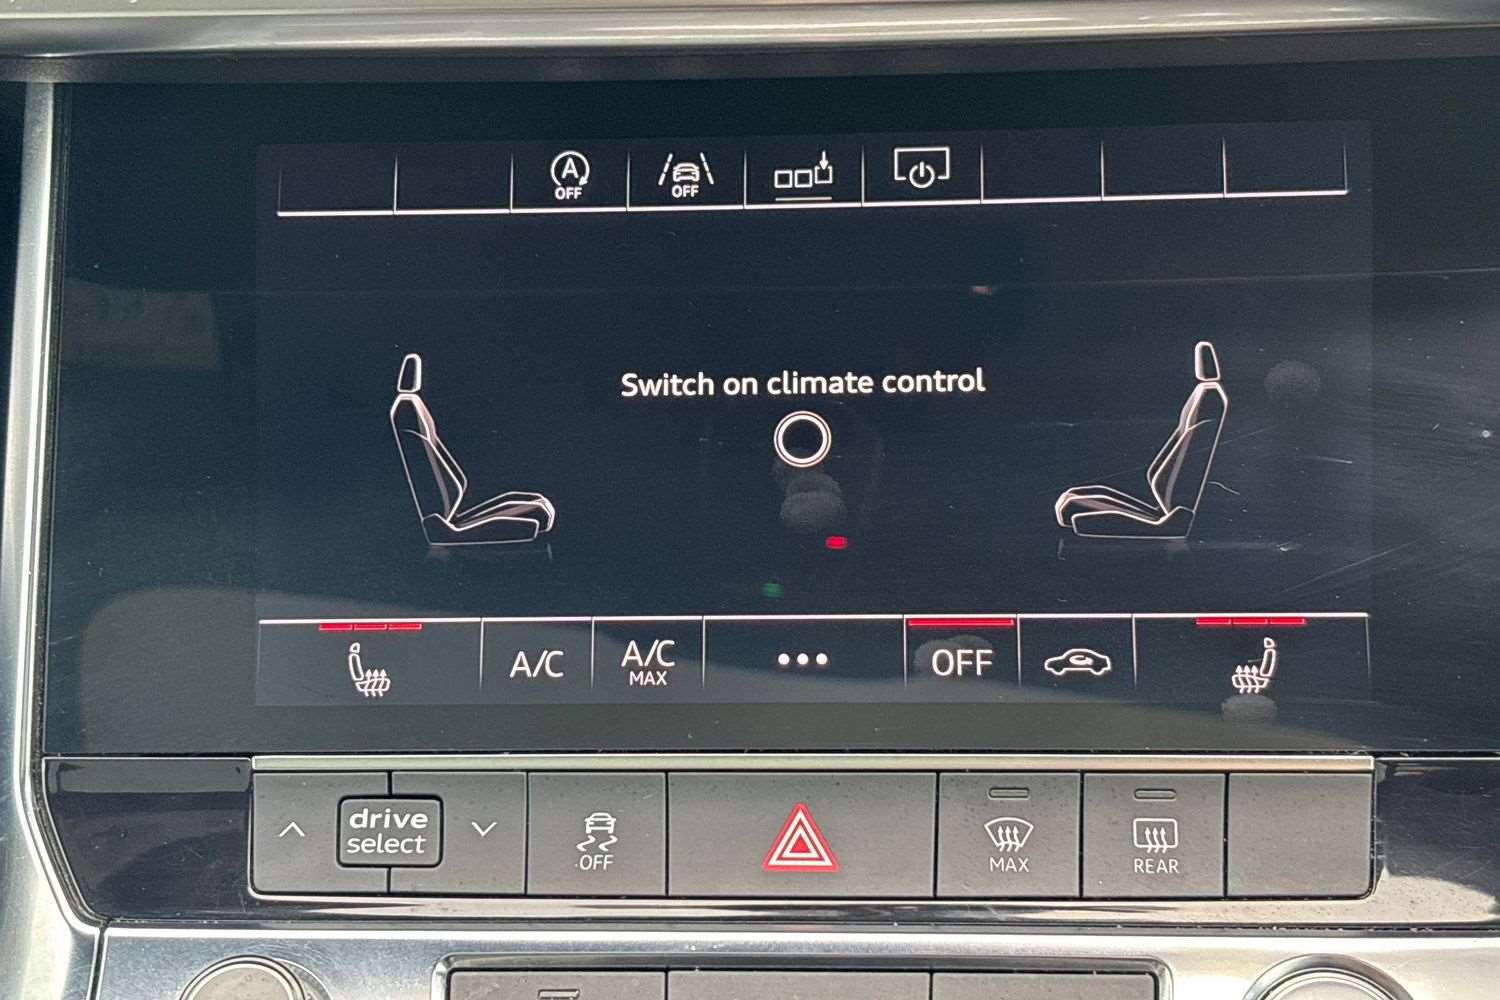 A
OFF
OFF
Switch on climate control
A/C
A/C
MAX
OFF
drive
select
OFF
MAX
REAR